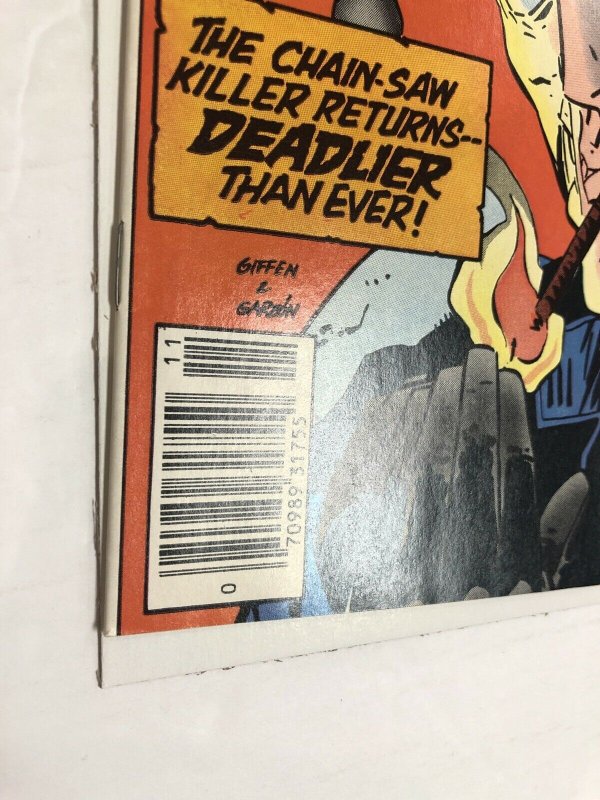 THE CHAIN-SAW
KILLER RETURNS--
DEADLIER
THAN EVER!
GIFFEN
&
GARZÓN
11
0
70989 31755